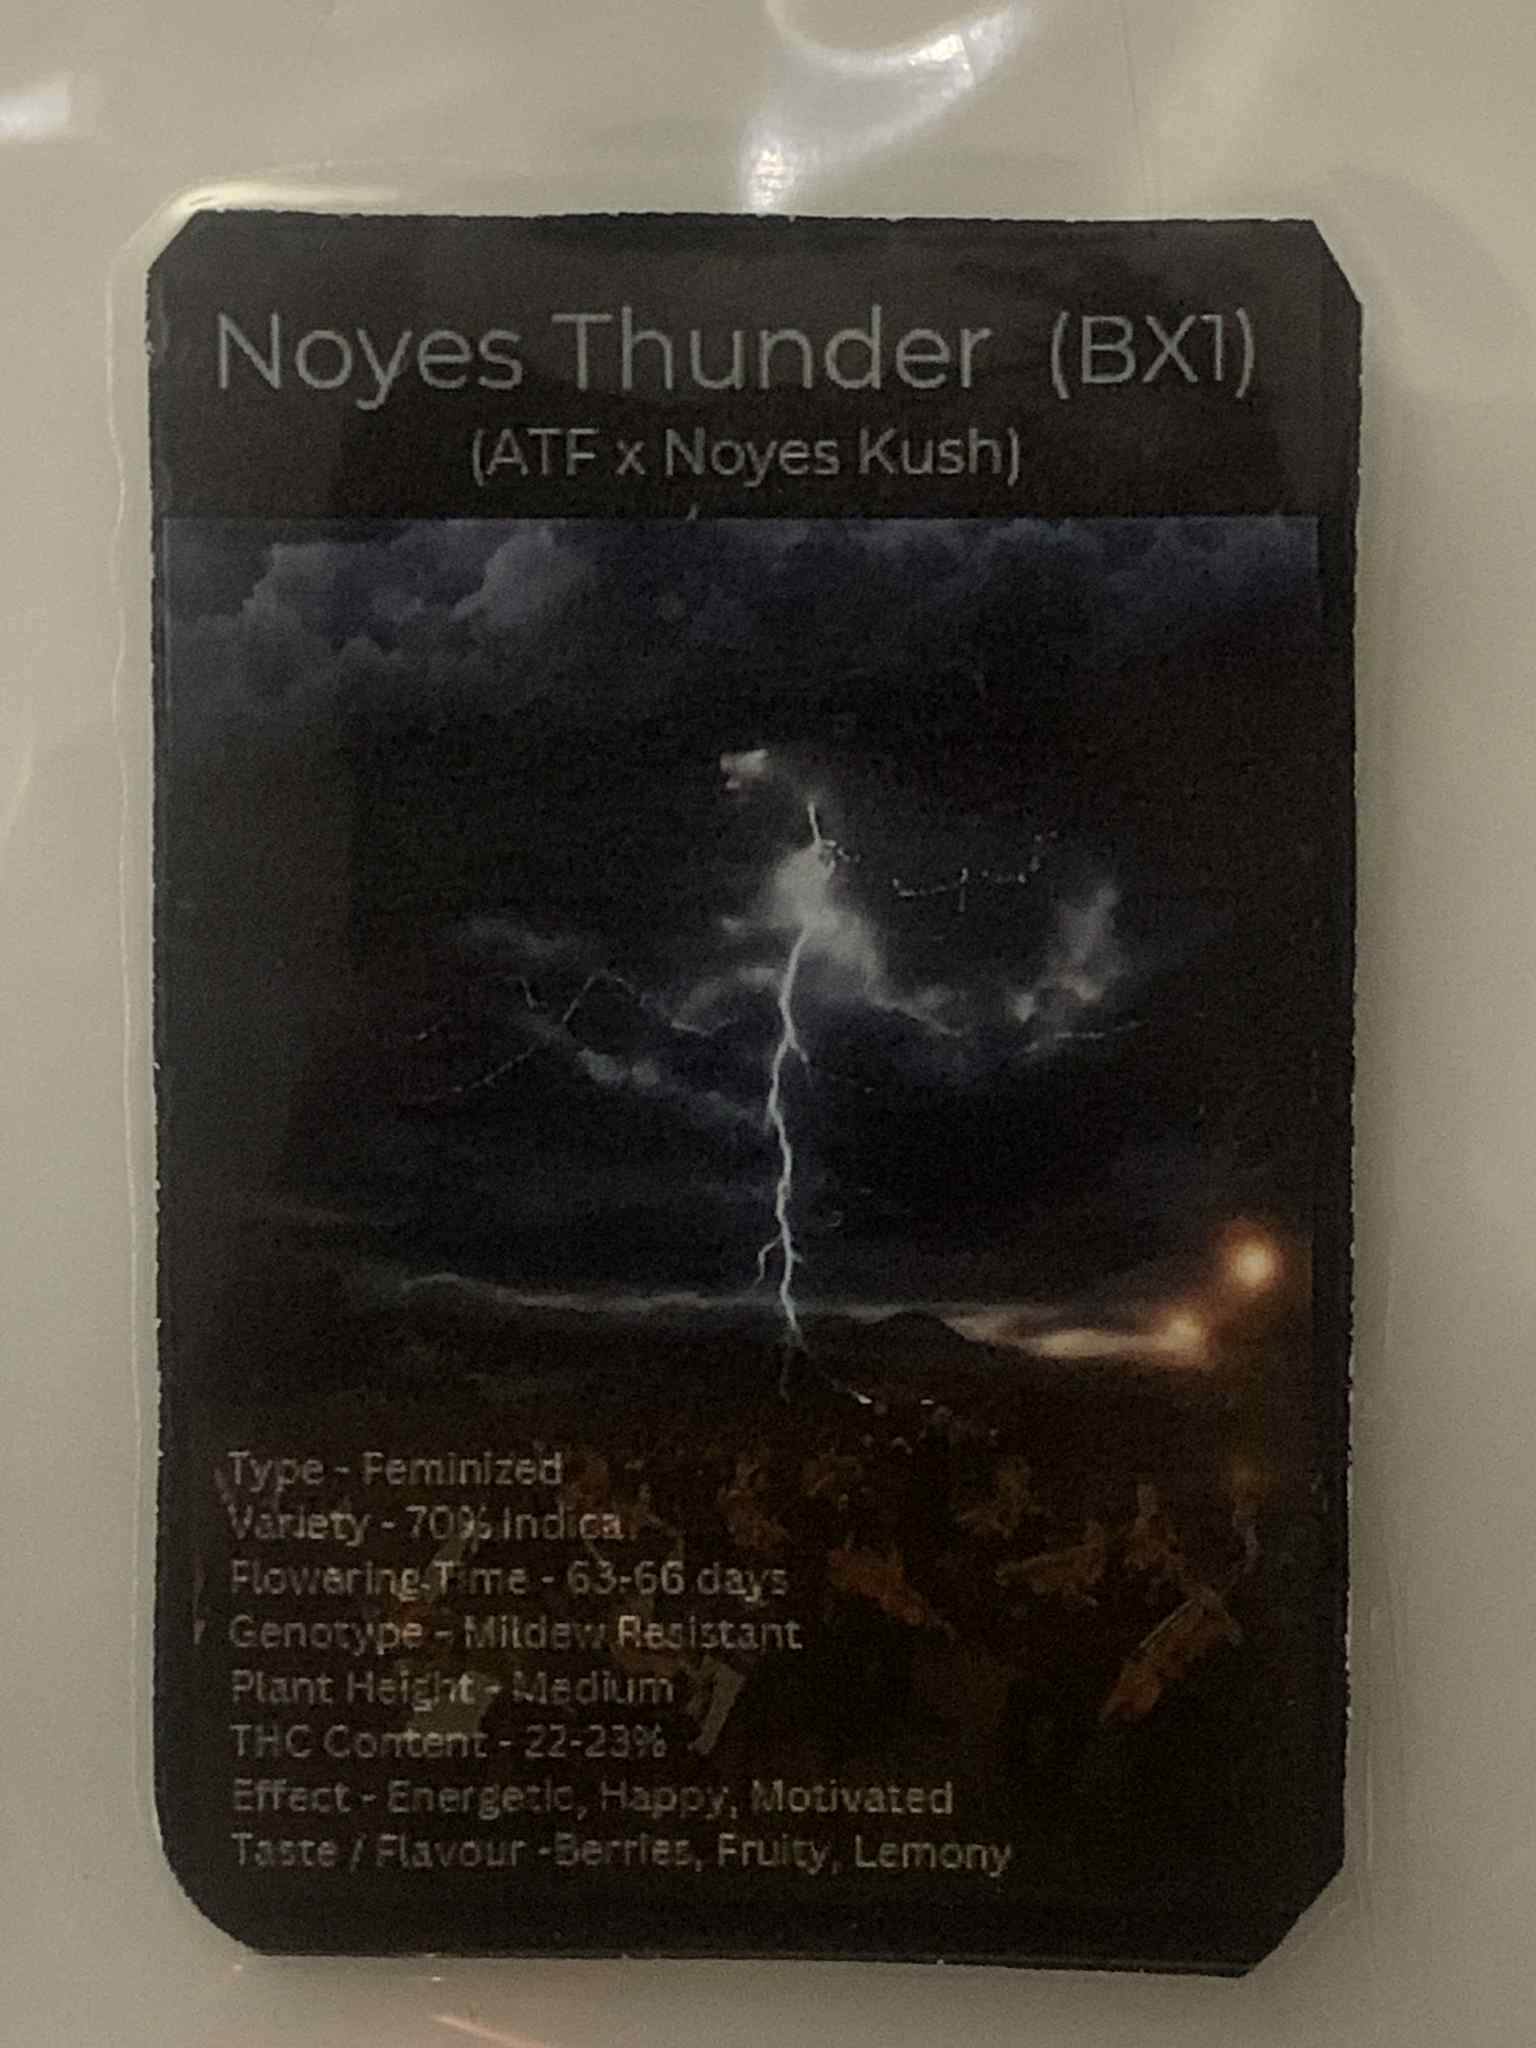 Noyes Thunder (BX1)
(ATF x Noyes Kush)
Type - Feminized
Variety - 70% Indica
Flowering Time - 63-66 days
Genotype - Mildew Resistant
Plant Height - Medium
THC Content - 22-23%
Effect - Energetic, Happy, Motivated
Taste / Flavour -Berries, Fruity, Lemony